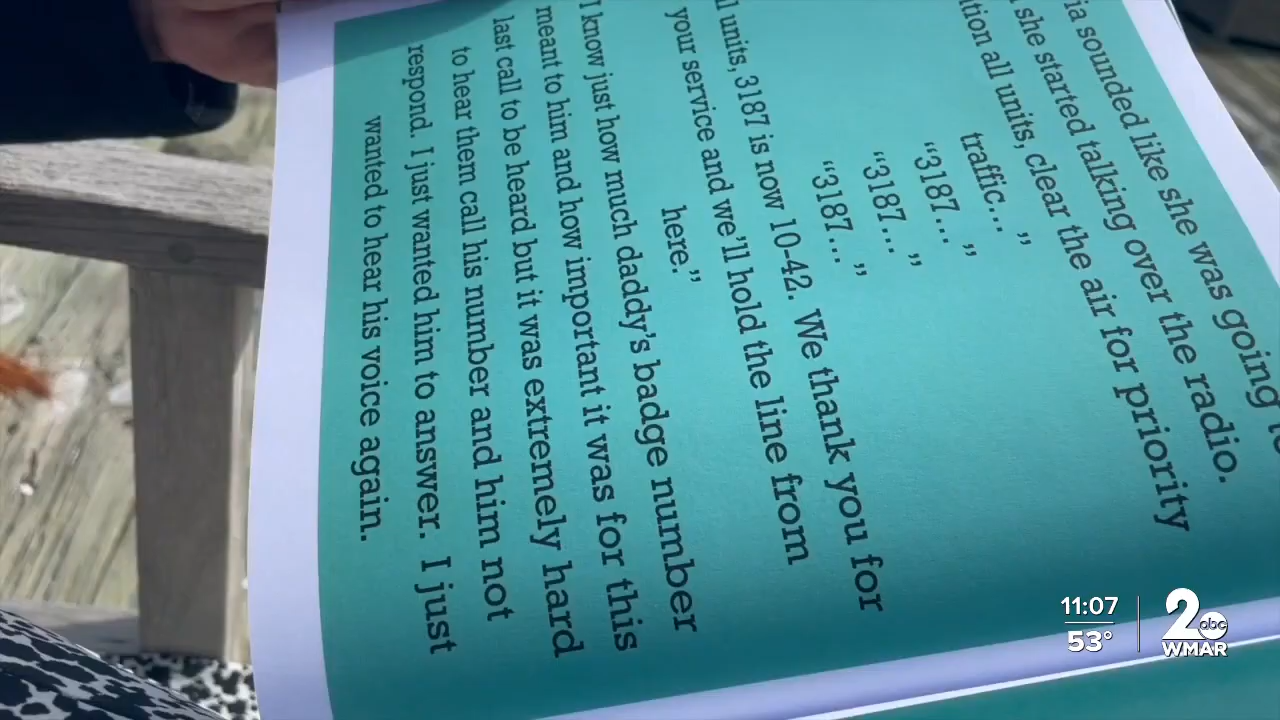 ia sounded like she was going to
she started talking over the radio.
tion all units, clear the air for priority
traffic... ”
“3187... ”
“3187... ”
“3187... ”
l units, 3187 is now 10-42. We thank you for
your service and we’ll hold the line from
here.”
I know just how much daddy’s badge number
meant to him and how important it was for this
last call to be heard but it was extremely hard
to hear them call his number and him not
respond. I just wanted him to answer. I just
wanted to hear his voice again.
11:07
53°
2 abc
WMAR